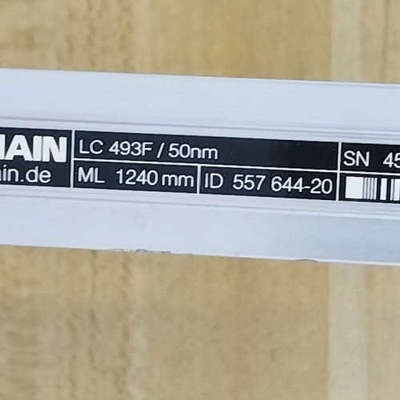 HAIN LC 493F / 50nm SN 45
ain.de ML 1240 mm ID 557 644-20